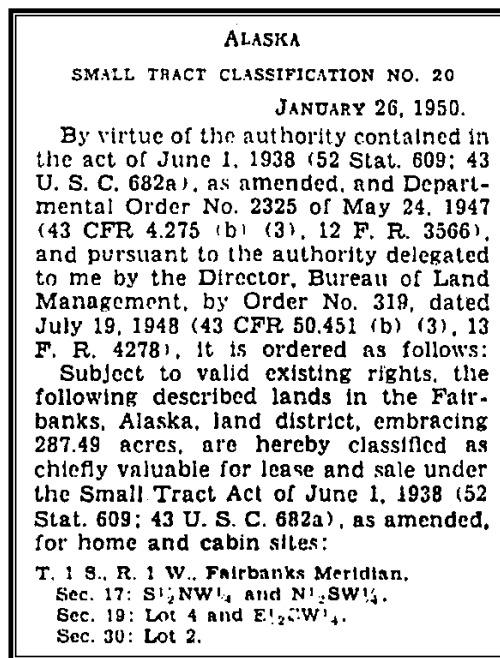 ALASKA
SMALL TRACT CLASSIFICATION NO. 20
JANUARY 26, 1950.
By virtue of the authority contained in
the act of June 1, 1938 (52 Stat. 609; 43
U. S. C. 682a), as amended, and Depart-
mental Order No. 2325 of May 24, 1947
(43 CFR 4.275 (b) (3), 12 F. R. 3566),
and pursuant to the authority delegated
to me by the Director, Bureau of Land
Management, by Order No. 319, dated
July 19, 1948 (43 CFR 50.451 (b) (3), 13
F. R. 4278), it is ordered as follows:
Subject to valid existing rights, the
following described lands in the Fair-
banks, Alaska, land district, embracing
287.49 acres, are hereby classified as
chiefly valuable for lease and sale under
the Small Tract Act of June 1, 1938 (52
Stat. 609; 43 U. S. C. 682a), as amended,
for home and cabin sites:
T. 1 S., R. 1 W., Fairbanks Meridian,
Sec. 17: S½NW¼ and N½SW¼.
Sec. 19: Lot 4 and E½SW¼.
Sec. 30: Lot 2.